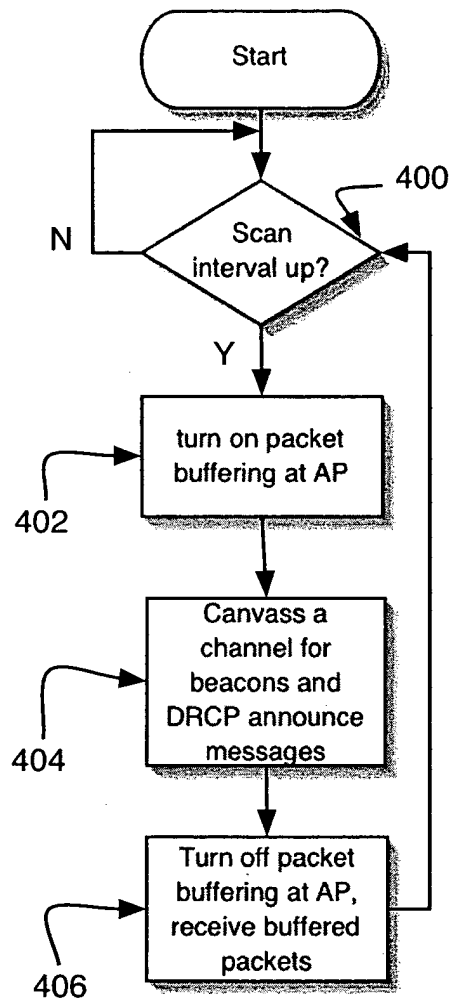 Start
400
N
Scan
interval up?
Y
turn on packet
buffering at AP
402
Canvass a
channel for
beacons and
DRCP announce
messages
404
Turn off packet
buffering at AP,
receive buffered
packets
406